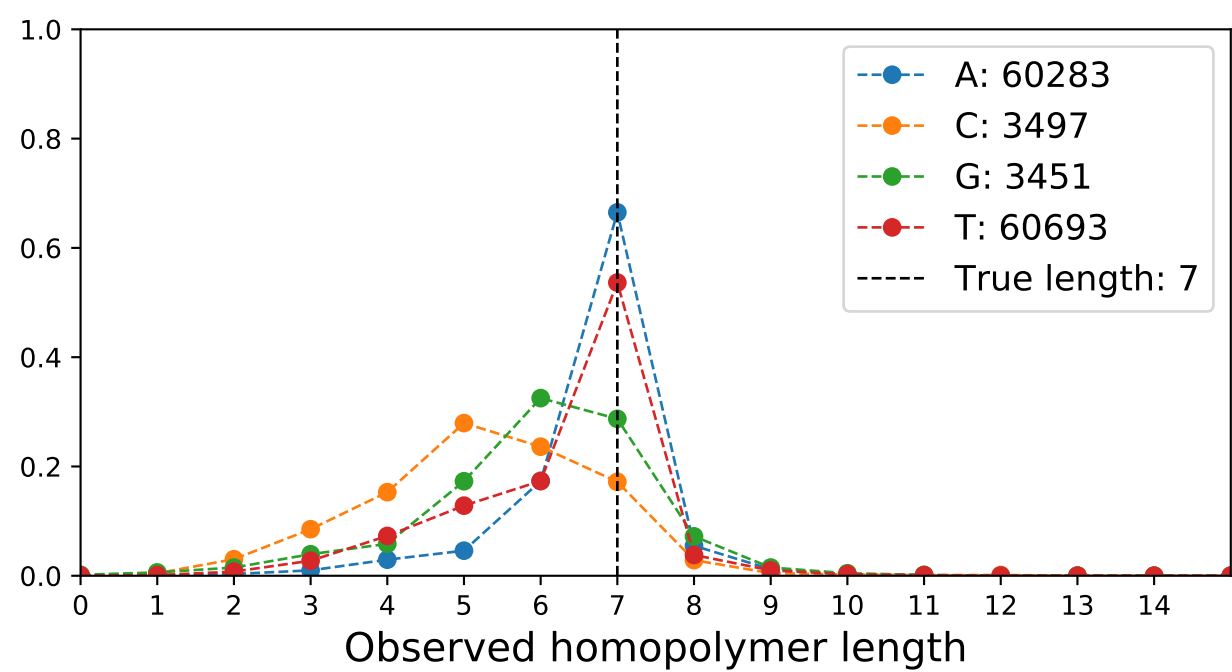 1.0
0.8
0.6
0.4
0.2
0.0
A: 60283
C: 3497
G: 3451
T: 60693
True length: 7
0 1 2 3 4 5 6 7 8 9 10 11 12 13 14
Observed homopolymer length